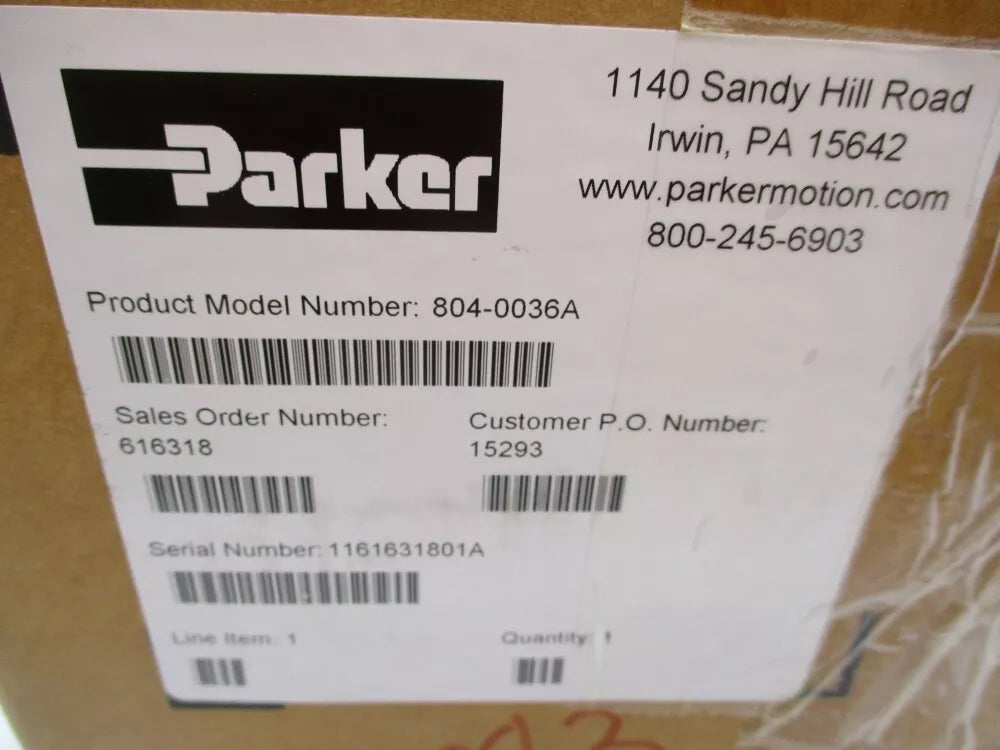 Parker
1140 Sandy Hill Road
Irwin, PA 15642
www.parkermotion.com
800-245-6903
Product Model Number: 804-0036A
Sales Order Number:
616318
Customer P.O. Number:
15293
Serial Number: 1161631801A
Line Item: 1
Quantity: 1